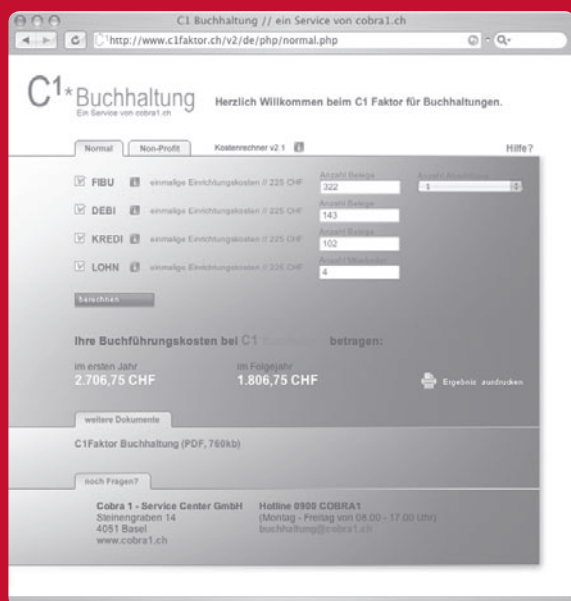 C1 Buchhaltung // ein Service von cobra1.ch
http://www.c1faktor.ch/v2/de/php/normal.php
Q-
C1* Buchhaltung
Ein Service von cobra1.ch
Herzlich Willkommen beim C1 Faktor für Buchhaltungen.
Normal Non-Profit Kostenrechner v2.1 Hilfe?
Anzahl Belege
FIBU einmalige Einrichtungskosten // 225 CHF 322 1
Anzahl Belege
DEBI einmalige Einrichtungskosten // 225 CHF 143
Anzahl Belege
KREDI einmalige Einrichtungskosten // 225 CHF 102
Anzahl Mitarbeiter
LOHN einmalige Einrichtungskosten // 225 CHF 4
berechnen
Ihre Buchführungskosten bei C1 betragen:
im ersten Jahr im Folgejahr
2.706,75 CHF 1.806,75 CHF
Ergebnis ausdrucken
weitere Dokumente
C1Faktor Buchhaltung (PDF, 760kb)
noch Fragen?
Cobra 1 - Service Center GmbH Hotline 0900 COBRA1
Steinengraben 14 (Montag - Freitag von 08.00 - 17.00 Uhr)
4051 Basel buchhaltung@cobra1.ch
www.cobra1.ch